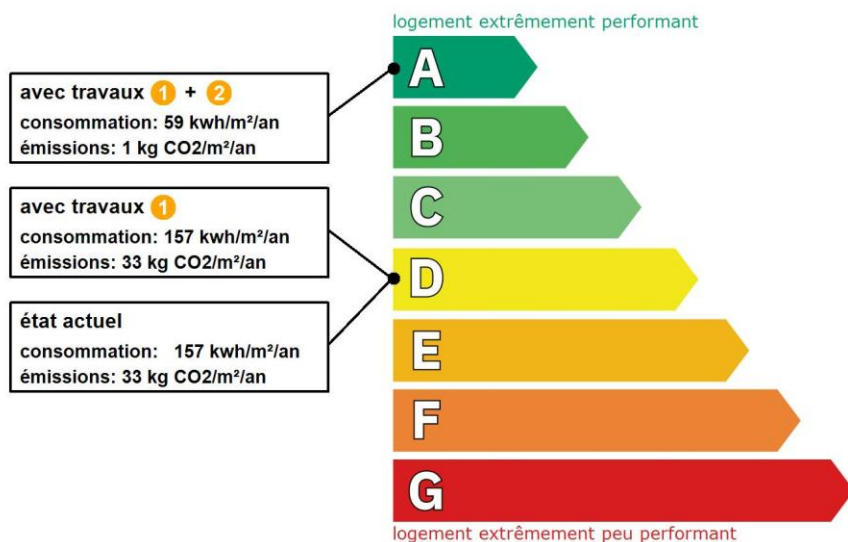 logement extrêmement performant
avec travaux 1 + 2
consommation: 59 kwh/m²/an
émissions: 1 kg CO2/m²/an
avec travaux 1
consommation: 157 kwh/m²/an
émissions: 33 kg CO2/m²/an
état actuel
consommation: 157 kwh/m²/an
émissions: 33 kg CO2/m²/an
A
B
C
D
E
F
G
logement extrêmement peu performant